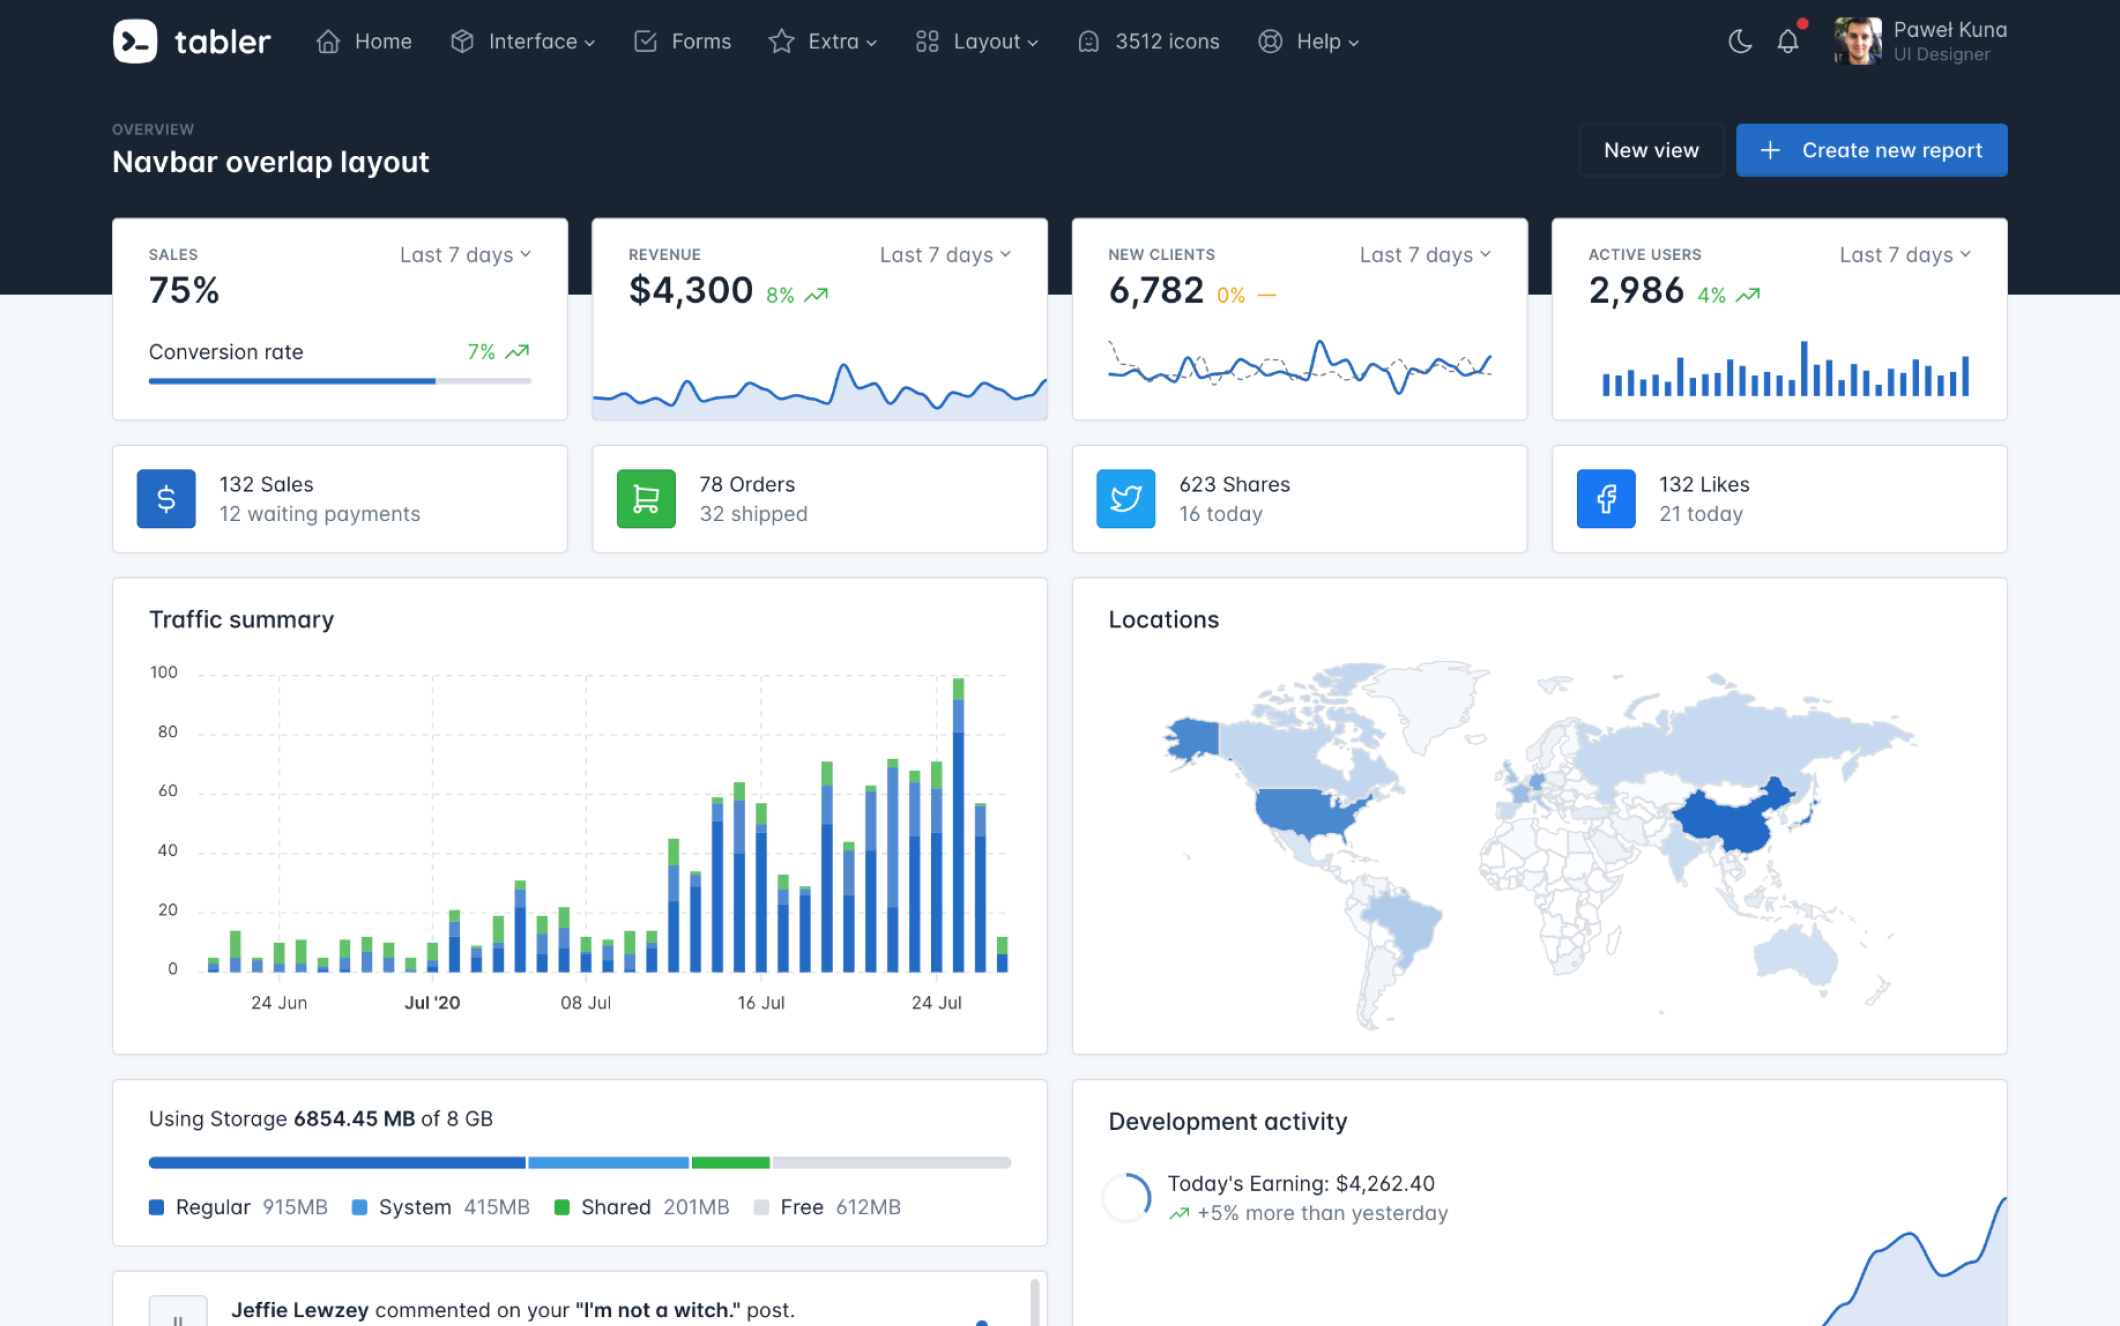 tabler
Home
Interface
Forms
Extra
Layout
3512 icons
Help
Paweł Kuna
UI Designer
OVERVIEW
Navbar overlap layout
New view
Create new report
SALES
Last 7 days
75%
Conversion rate
7%
REVENUE
Last 7 days
$4,300 8%
NEW CLIENTS
Last 7 days
6,782 0%
ACTIVE USERS
Last 7 days
2,986 4%
132 Sales
12 waiting payments
78 Orders
32 shipped
623 Shares
16 today
132 Likes
21 today
Traffic summary
100
80
60
40
20
0
24 Jun
Jul '20
08 Jul
16 Jul
24 Jul
Locations
Using Storage 6854.45 MB of 8 GB
Regular 915MB
System 415MB
Shared 201MB
Free 612MB
Development activity
Today's Earning: $4,262.40
+5% more than yesterday
Jeffie Lewzey commented on your "I'm not a witch." post.